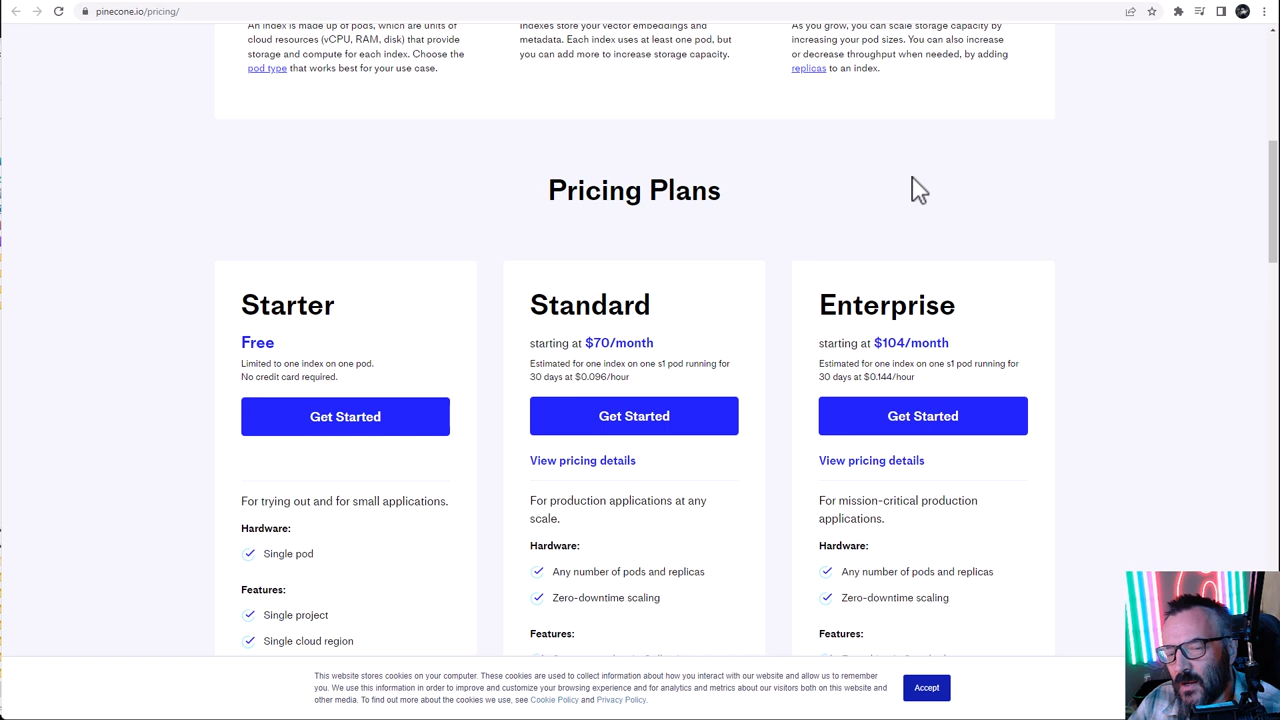 pinecone.io/pricing/
An index is made up of pods, which are units of
cloud resources (vCPU, RAM, disk) that provide
storage and compute for each index. Choose the
pod type that works best for your use case.
Indexes store your vector embeddings and
metadata. Each index uses at least one pod, but
you can add more to increase storage capacity.
As you grow, you can scale storage capacity by
increasing your pod sizes. You can also increase
or decrease throughput when needed, by adding
replicas to an index.
Pricing Plans
Starter
Free
Limited to one index on one pod.
No credit card required.
Get Started
For trying out and for small applications.
Hardware:
Single pod
Features:
Single project
Single cloud region
Standard
starting at $70/month
Estimated for one index on one s1 pod running for
30 days at $0.096/hour
Get Started
View pricing details
For production applications at any
scale.
Hardware:
Any number of pods and replicas
Zero-downtime scaling
Features:
Enterprise
starting at $104/month
Estimated for one index on one s1 pod running for
30 days at $0.144/hour
Get Started
View pricing details
For mission-critical production
applications.
Hardware:
Any number of pods and replicas
Zero-downtime scaling
Features:
This website stores cookies on your computer. These cookies are used to collect information about how you interact with our website and allow us to remember
you. We use this information in order to improve and customize your browsing experience and for analytics and metrics about our visitors both on this website and
other media. To find out more about the cookies we use, see Cookie Policy and Privacy Policy.
Accept